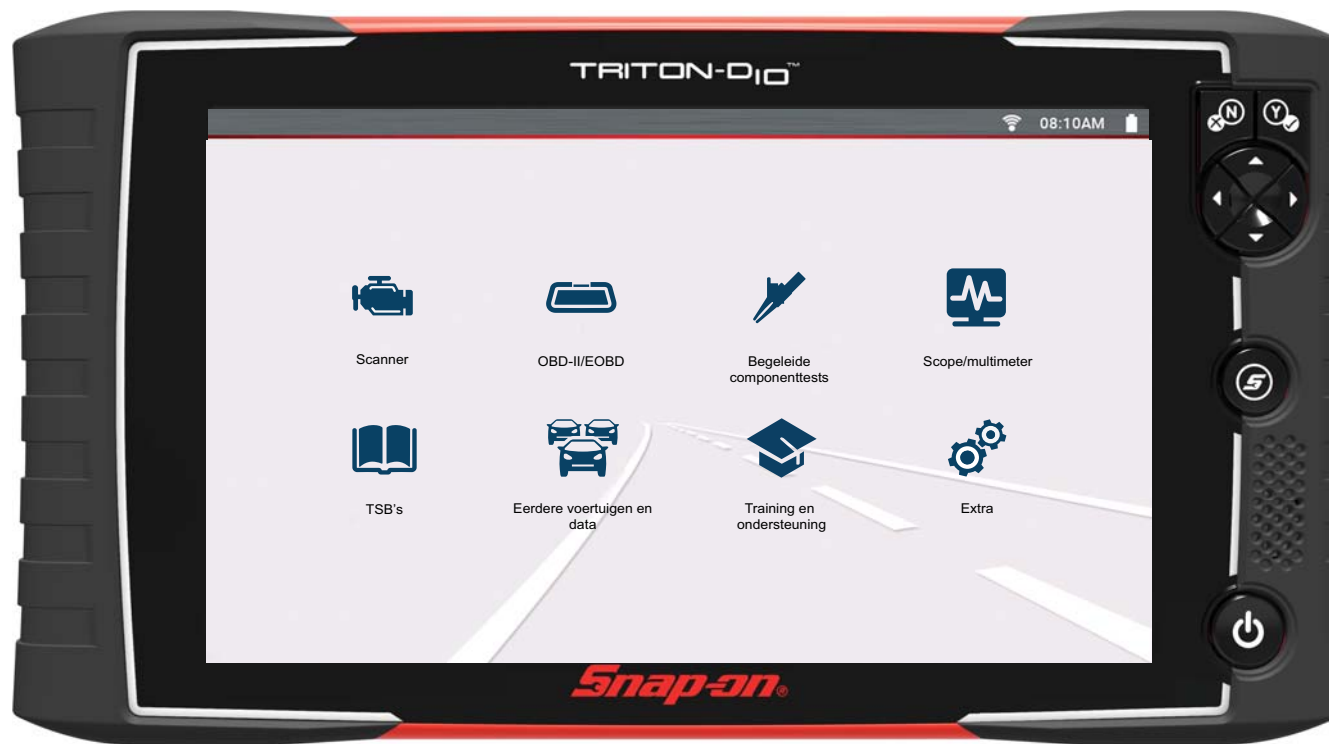 TRITON-D10™
08:10AM
N
Y
Scanner
OBD-II/EOBD
Begeleide
componenttests
Scope/multimeter
S
TSB's
Eerdere voertuigen en
data
Training en
ondersteuning
Extra
Snap-on®